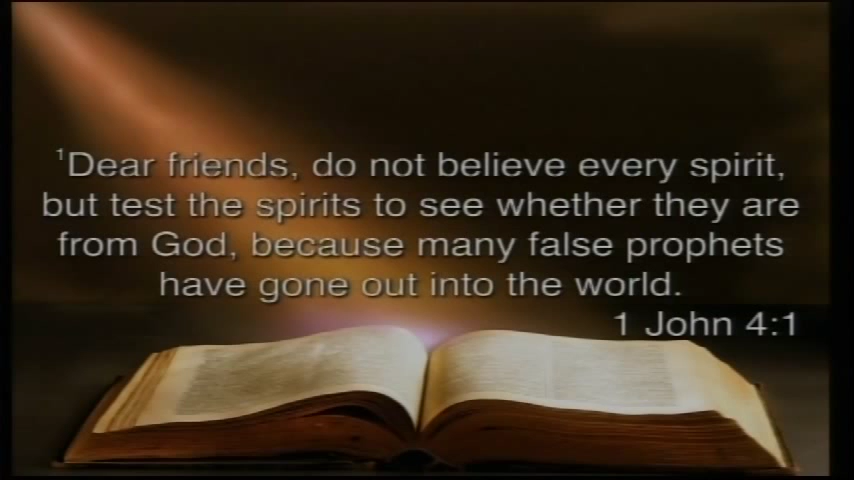 ¹Dear friends, do not believe every spirit,
but test the spirits to see whether they are
from God, because many false prophets
have gone out into the world.
1 John 4:1